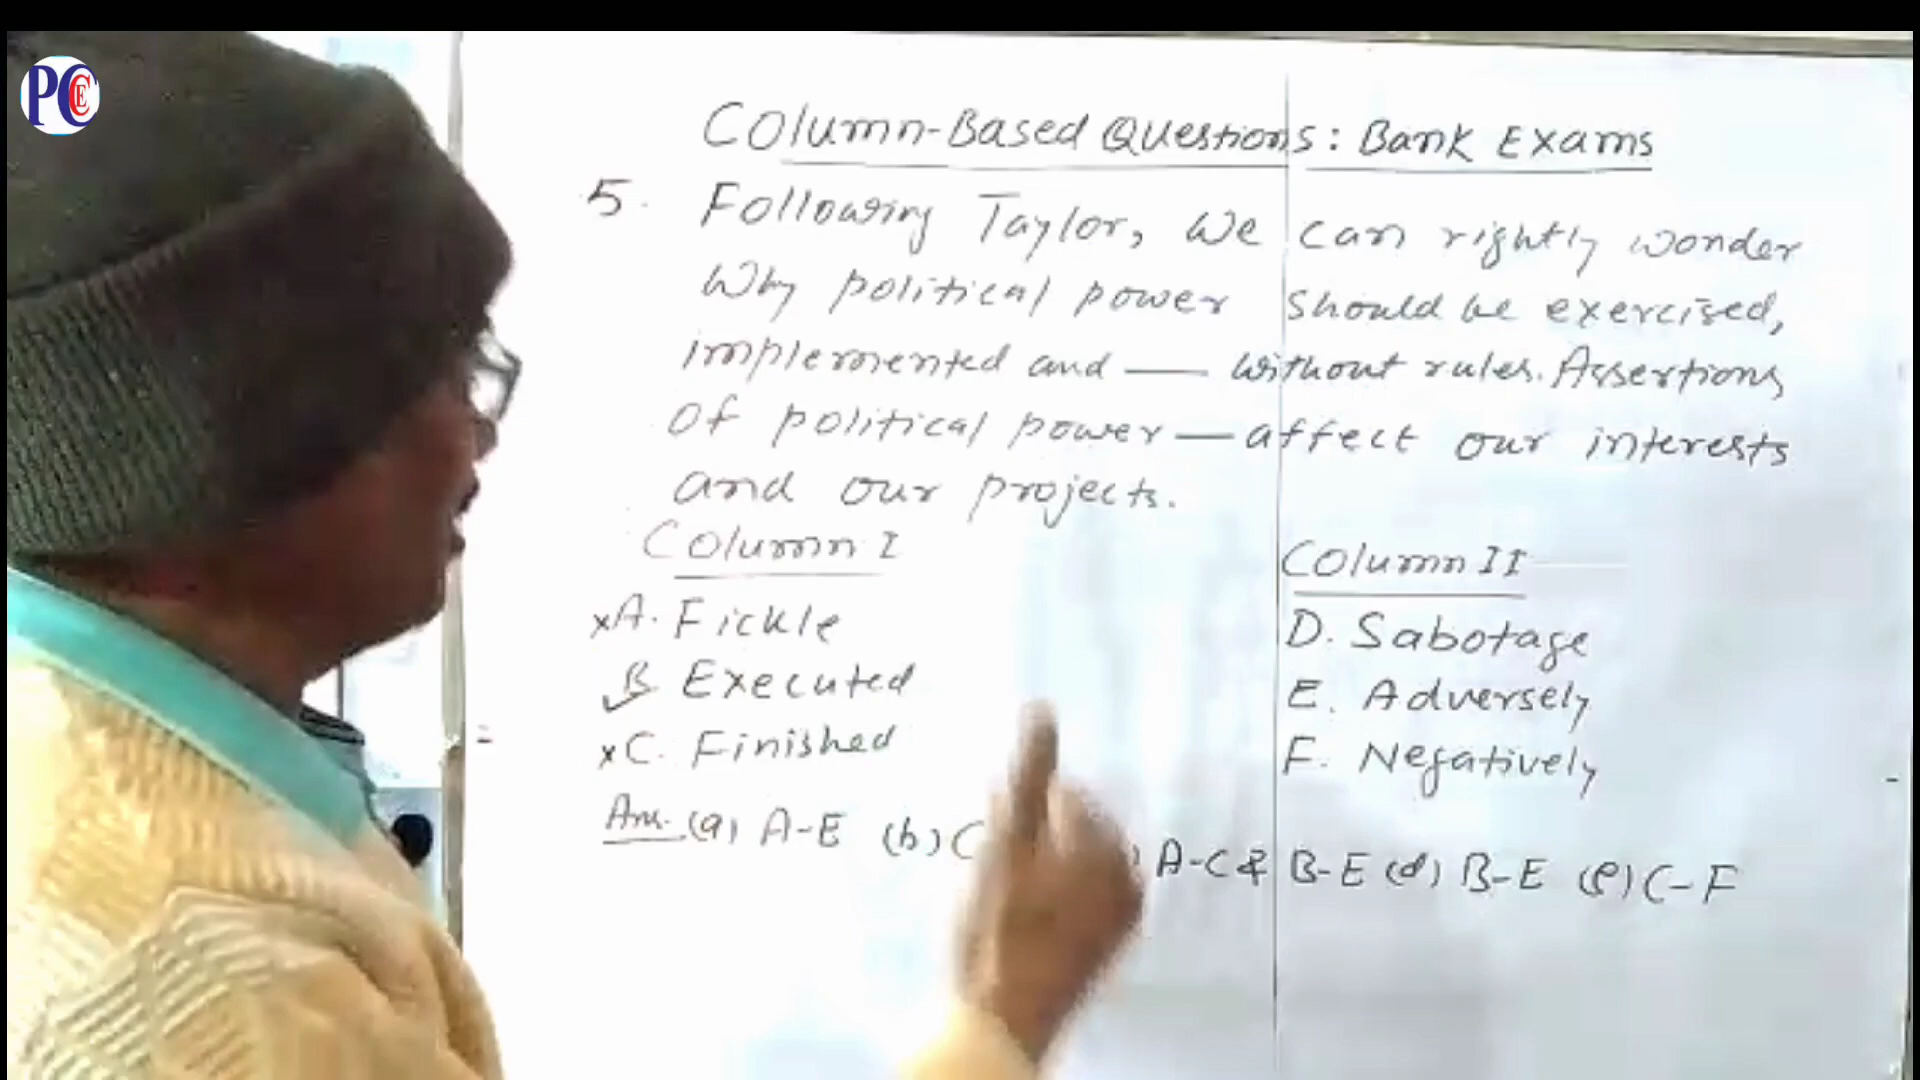 PCCE
Column-Based Questions: Bank Exams
5. Following Taylor, we can rightly wonder
why political power should be exercised,
implemented and — without rules. Assertions
of political power — affect our interests
and our projects.
Column I Column II
×A. Fickle D. Sabotage
✓B Executed E. Adversely
×C. Finished F. Negatively
Ans. (a) A-E (b) C ) A-C & B-E (d) B-E (e) C-F